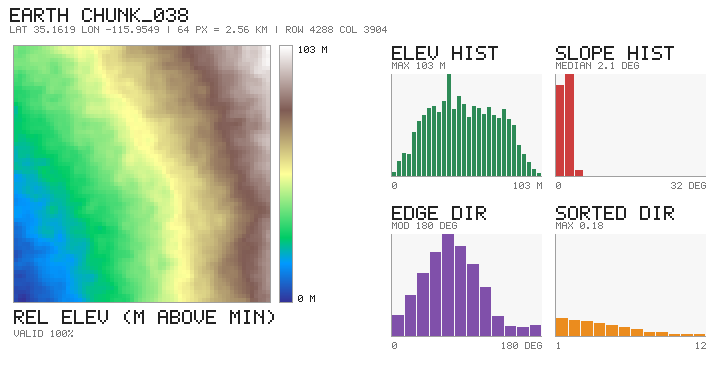 EARTH CHUNK_038
LAT 35.1619 LON -115.9549 | 64 PX = 2.56 KM | ROW 4288 COL 3904
103 M
0 M
REL ELEV (M ABOVE MIN)
VALID 100%
ELEV HIST
MAX 103 M
0 103 M
SLOPE HIST
MEDIAN 2.1 DEG
0 32 DEG
EDGE DIR
MOD 180 DEG
0 180 DEG
SORTED DIR
MAX 0.18
1 12